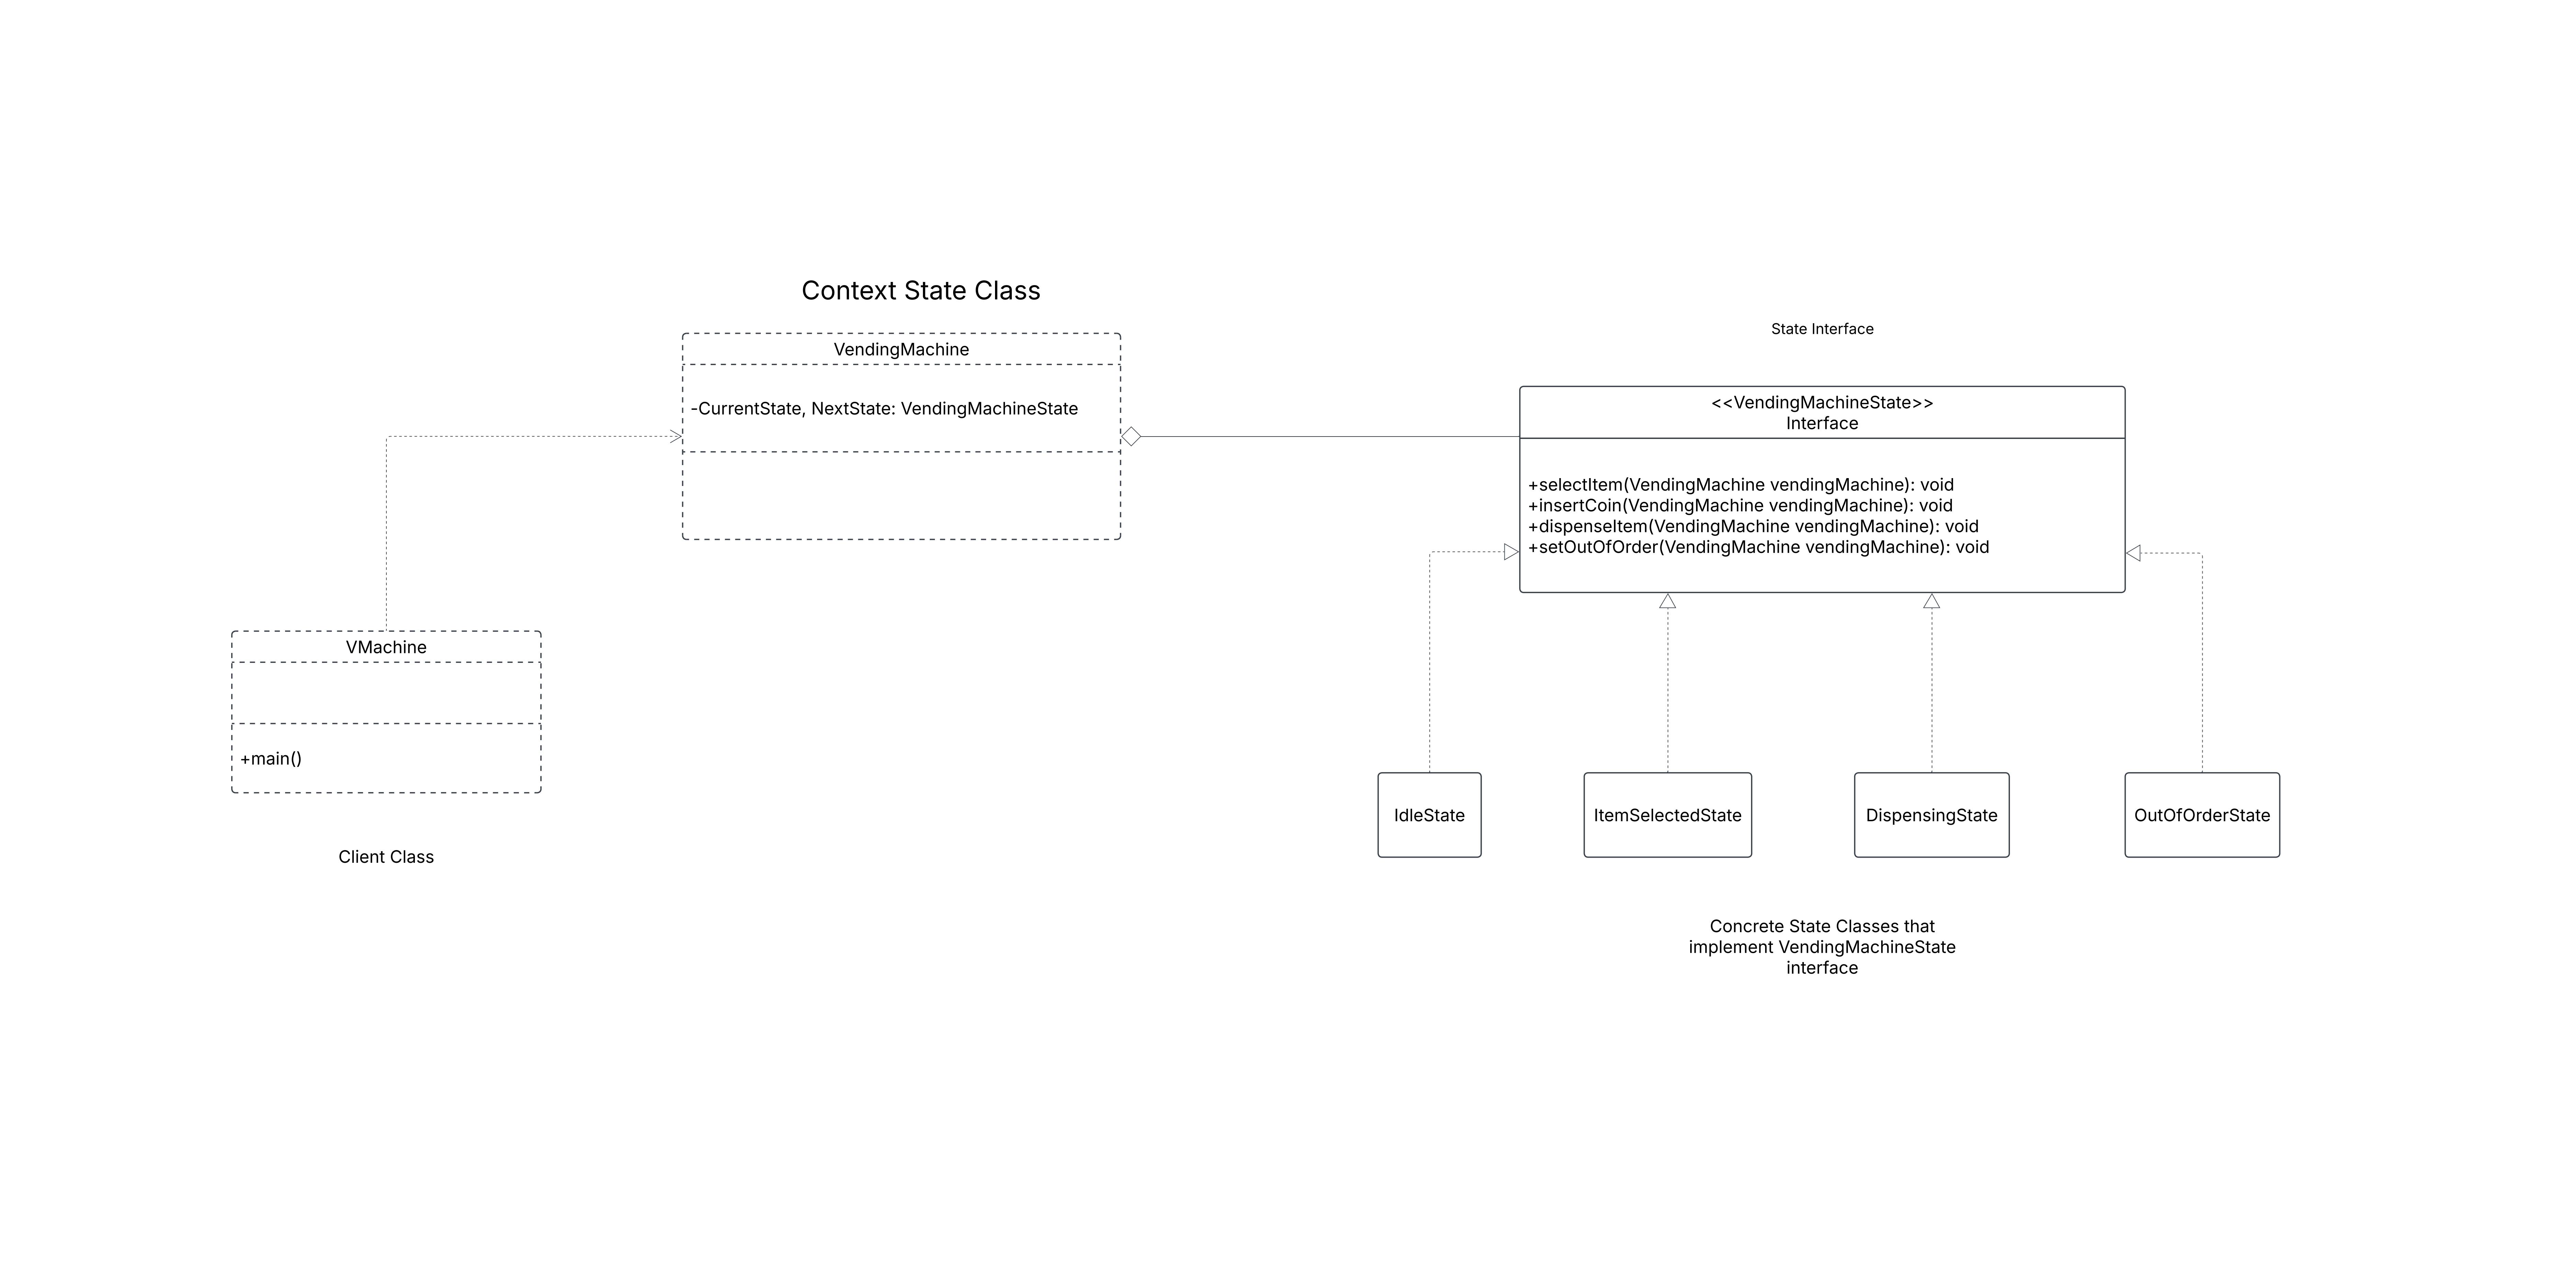 Context State Class
VendingMachine
-CurrentState, NextState: VendingMachineState
VMachine
+main()
Client Class
State Interface
<<VendingMachineState>>
Interface
+selectItem(VendingMachine vendingMachine): void
+insertCoin(VendingMachine vendingMachine): void
+dispenseItem(VendingMachine vendingMachine): void
+setOutOfOrder(VendingMachine vendingMachine): void
IdleState
ItemSelectedState
DispensingState
OutOfOrderState
Concrete State Classes that
implement VendingMachineState
interface